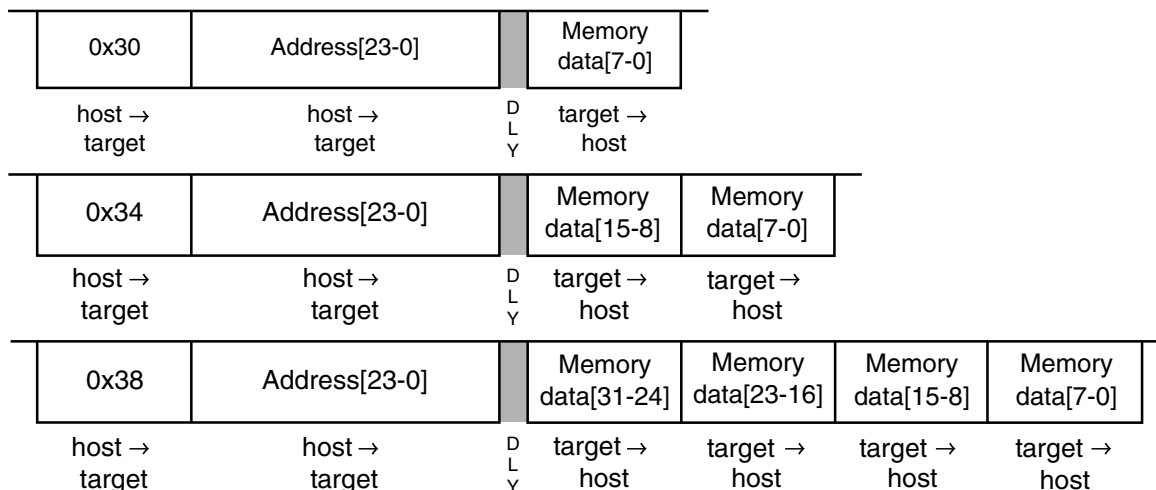 0x30 Address[23-0] Memory
data[7-0]
host → host → D target →
target target L host
Y
0x34 Address[23-0] Memory Memory
data[15-8] data[7-0]
host → host → D target → target →
target target L host host
Y
0x38 Address[23-0] Memory Memory Memory Memory
data[31-24] data[23-16] data[15-8] data[7-0]
host → host → D target → target → target → target →
target target L host host host host
Y